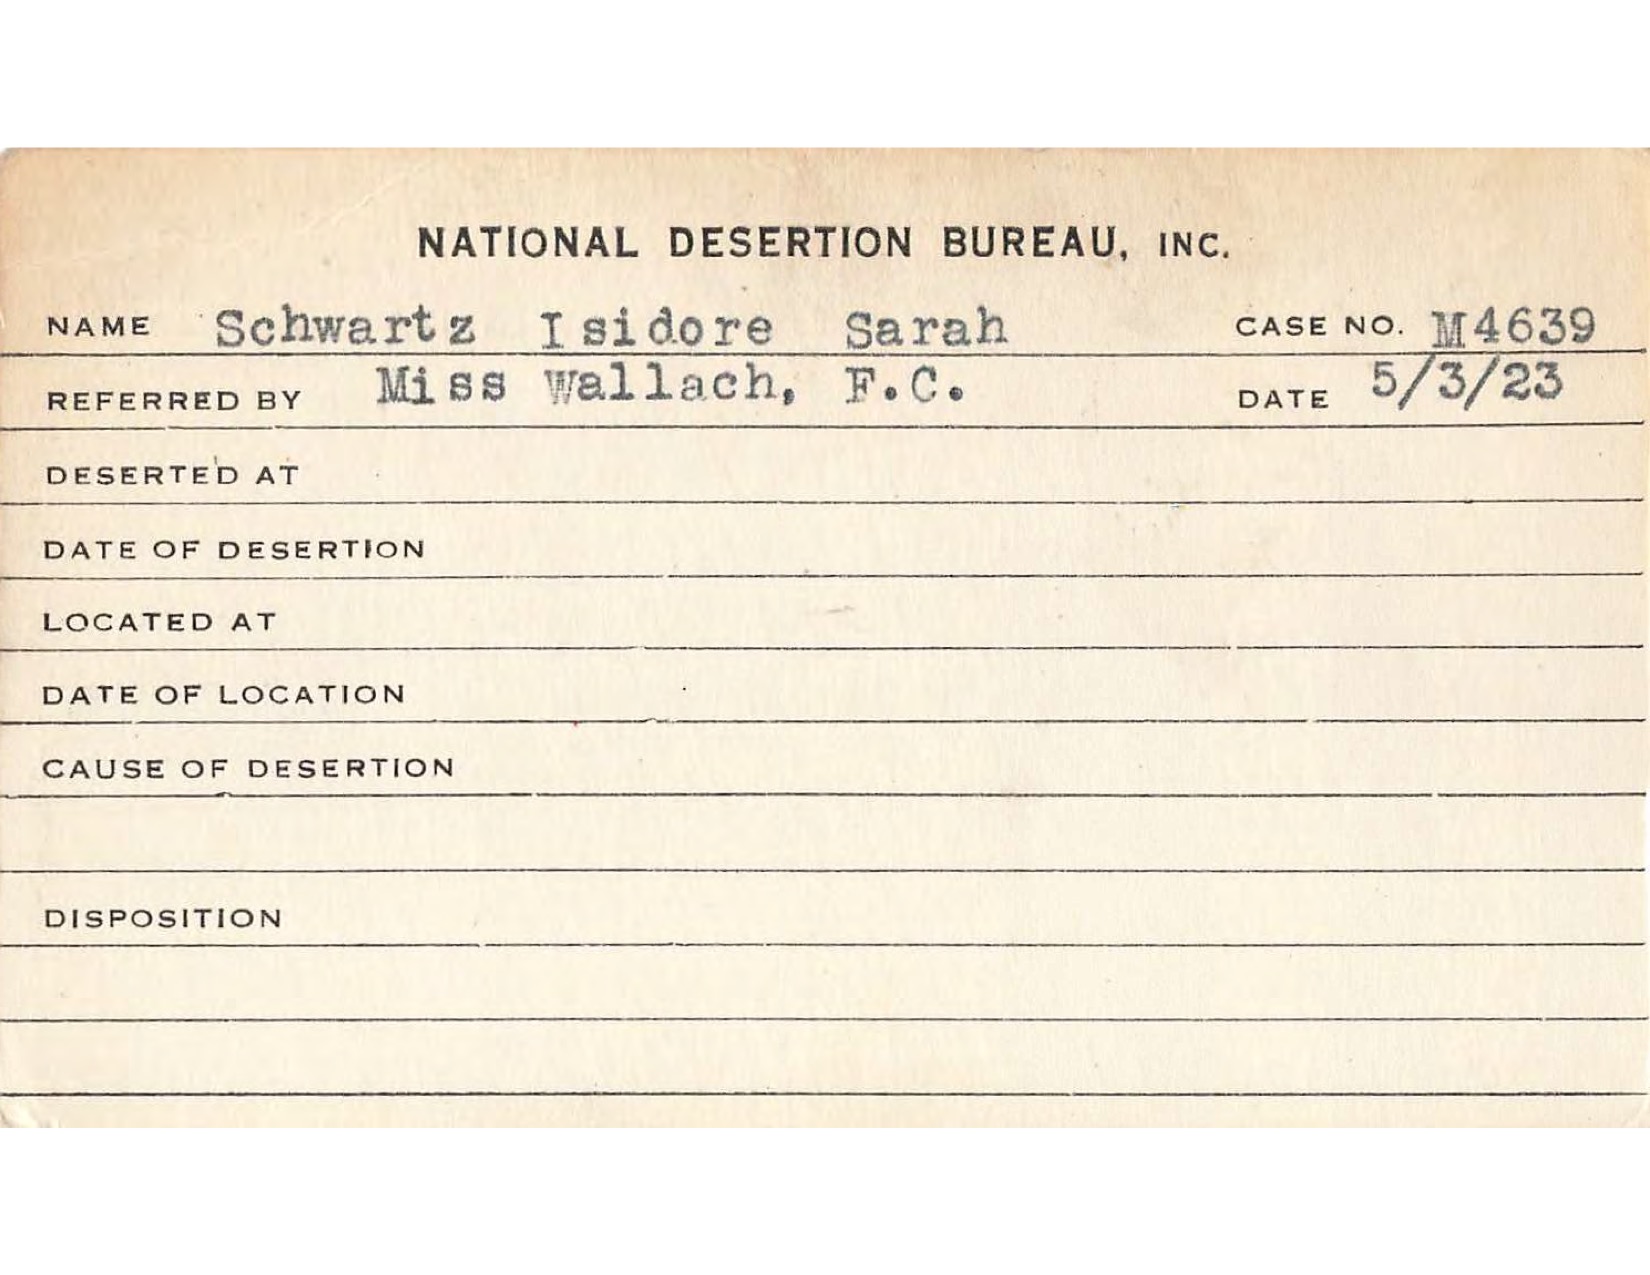 NATIONAL DESERTION BUREAU, INC.
NAME Schwartz Isidore Sarah CASE NO. M4639
REFERRED BY Miss Wallach, F.C. DATE 5/3/23
DESERTED AT
DATE OF DESERTION
LOCATED AT
DATE OF LOCATION
CAUSE OF DESERTION
DISPOSITION